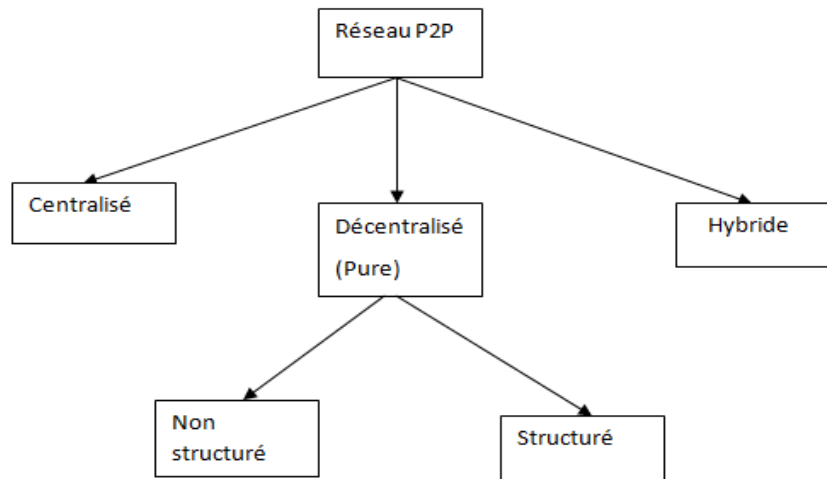 Réseau P2P
Centralisé
Décentralisé
(Pure)
Hybride
Non
structuré
Structuré